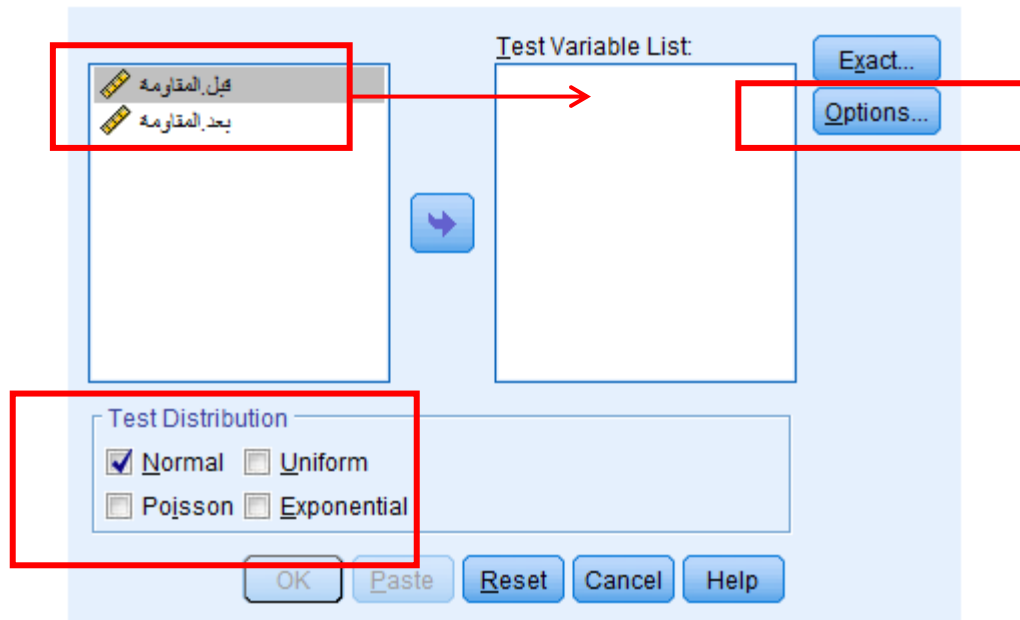 Test Variable List:
قبل.المقاومة
بعد.المقاومة
Exact...
Options...
Test Distribution
Normal Uniform
Poisson Exponential
OK Paste Reset Cancel Help